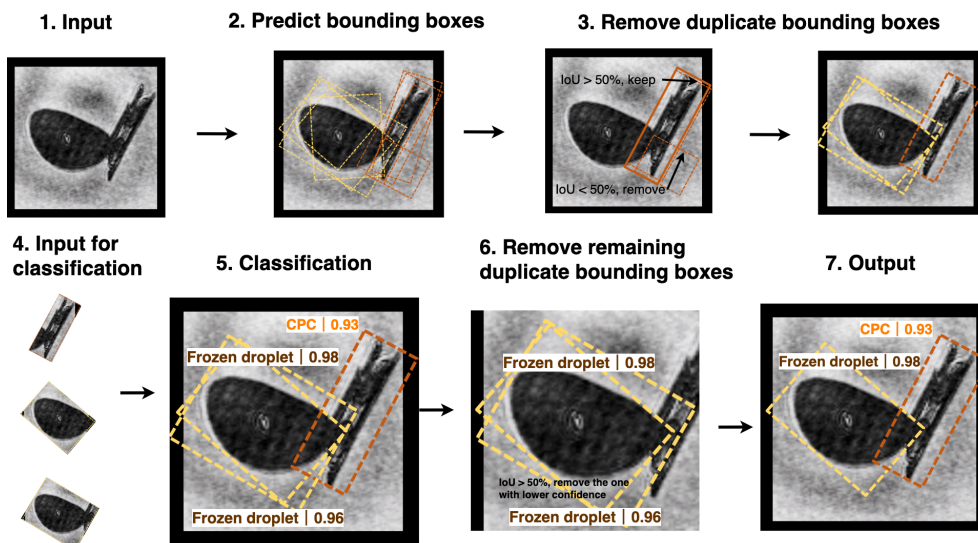 1. Input
2. Predict bounding boxes
3. Remove duplicate bounding boxes
IoU > 50%, keep
IoU < 50%, remove
4. Input for
classification
5. Classification
CPC | 0.93
Frozen droplet | 0.98
Frozen droplet | 0.96
6. Remove remaining
duplicate bounding boxes
Frozen droplet | 0.98
IoU > 50%, remove the one
with lower confidence
Frozen droplet | 0.96
7. Output
CPC | 0.93
Frozen droplet | 0.98